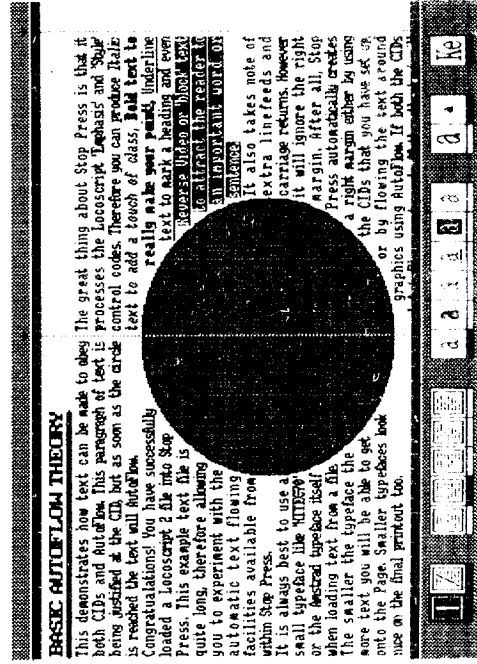 BASIC AUTOFLOW THEORY
This demonstrates how text can be made to obey
both CIDs and AutoFlow. This paragraph of text is
being justified at the CID, but as soon as the circle
is reached the text will AutoFlow.
Congratualations! You have successfully
loaded a Locoscript 2 file into Stop
Press. This example text file is
quite long, therefore allowing
you to experiment with the
automatic text flowing
facilities available from
within Stop Press.
It is always best to use a
small typeface like
or the Amstrad typeface itself
when loading text from a file.
The smaller the typeface the
more text you will be able to get
onto the Page. Smaller typefaces look
nice on the final printout too.
The great thing about Stop Press is that it
processes the Locoscript 'Emphasis' and 'Style'
control codes. Therefore you can produce Italic
text to add a touch of class, Bold text to
really make your point, Underline
text to mark a heading and even
Reverse Video or 'block' text
to attract the reader to
an important word or
sentence
It also takes note of
extra linefeeds and
carriage returns. However
it will ignore the right
margin. After all, Stop
Press automatically creates
a right margin either by using
the CIDs that you have set up
or by flowing the text around
graphics using AutoFlow. If both the CIDs
a a i a a a a Ke